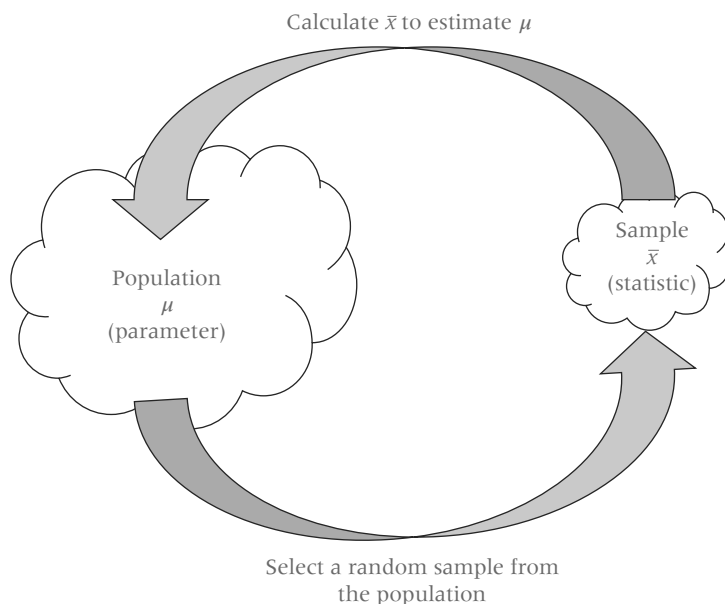 Calculate x̄ to estimate μ
Population
μ
(parameter)
Sample
x̄
(statistic)
Select a random sample from
the population